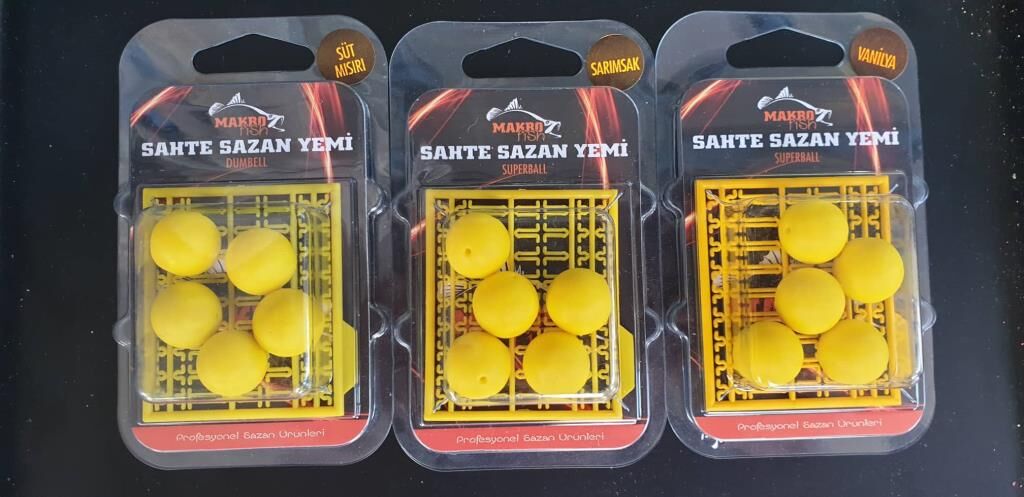 SÜT
MISIRI
MAKRO
fish
SAHTE SAZAN YEMİ
DUMBELL
Profesyonel Sazan Ürünleri
SARIMSAK
MAKRO
fish
SAHTE SAZAN YEMİ
SUPERBALL
Profesyonel Sazan Ürünleri
VANİLYA
MAKRO
fish
SAHTE SAZAN YEMİ
SUPERBALL
Profesyonel Sazan Ürünleri